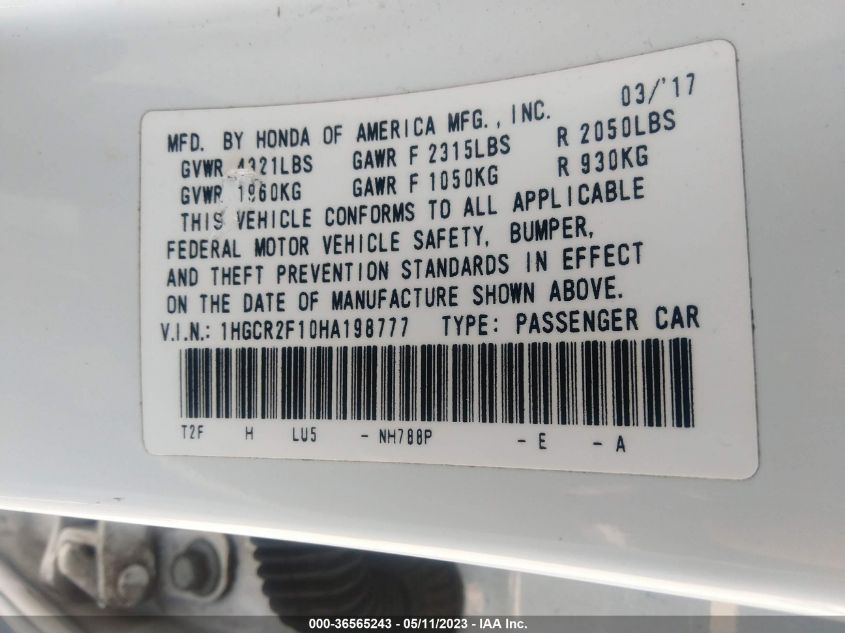 MFD. BY HONDA OF AMERICA MFG., INC. 03/'17
GVWR 4321LBS GAWR F 2315LBS R 2050LBS
GVWR 1960KG GAWR F 1050KG R 930KG
THIS VEHICLE CONFORMS TO ALL APPLICABLE
FEDERAL MOTOR VEHICLE SAFETY, BUMPER,
AND THEFT PREVENTION STANDARDS IN EFFECT
ON THE DATE OF MANUFACTURE SHOWN ABOVE.
V.I.N.: 1HGCR2F10HA198777 TYPE: PASSENGER CAR
T2F H LU5 - NH788P - E - A
000-36565243 - 05/11/2023 - IAA Inc.